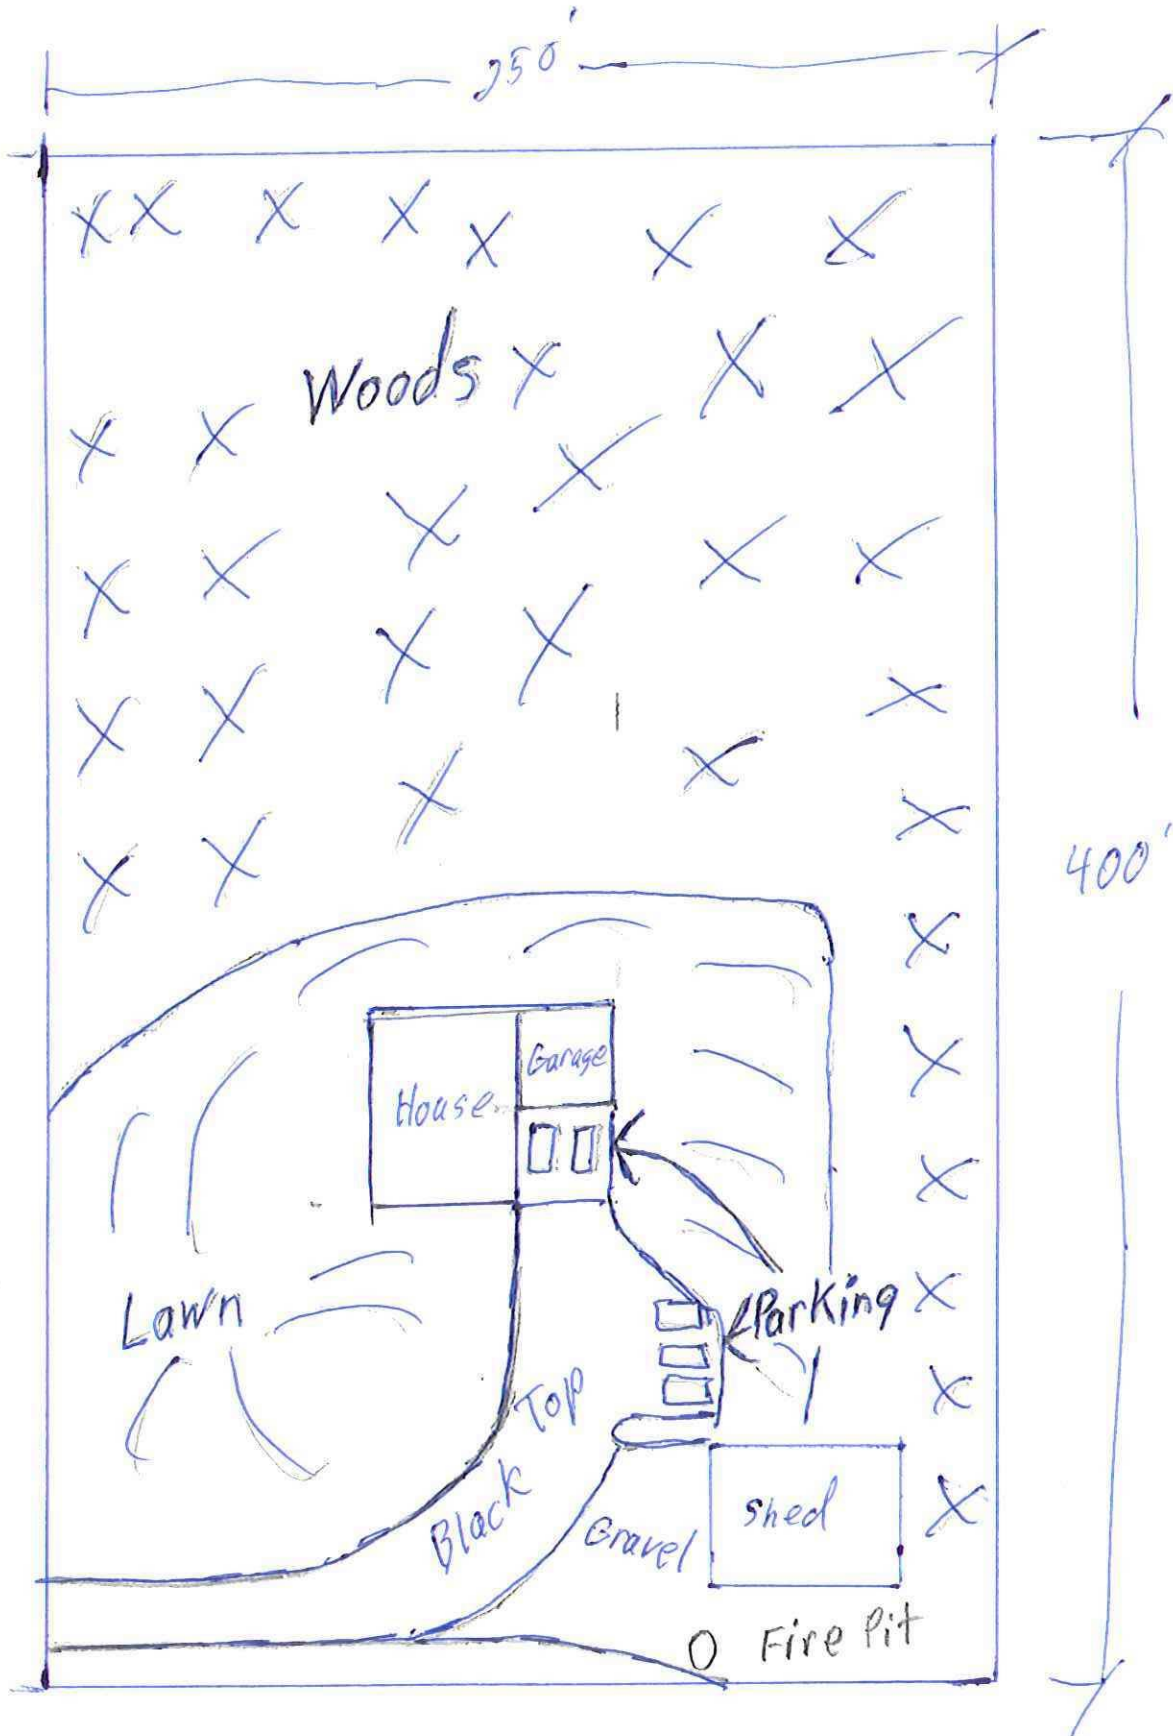 250'
Woods
400'
Garage
House
Lawn
Parking
Top
Black
Gravel
Shed
O Fire Pit